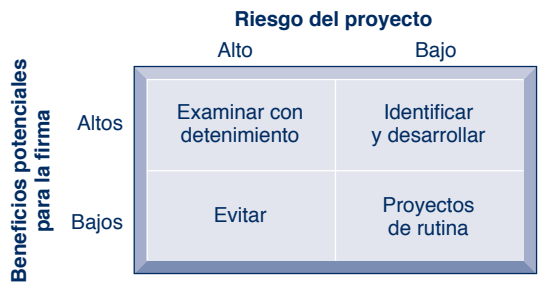 Riesgo del proyecto
Alto Bajo
Beneficios potenciales
para la firma
Altos
Examinar con
detenimiento
Identificar
y desarrollar
Bajos
Evitar
Proyectos
de rutina